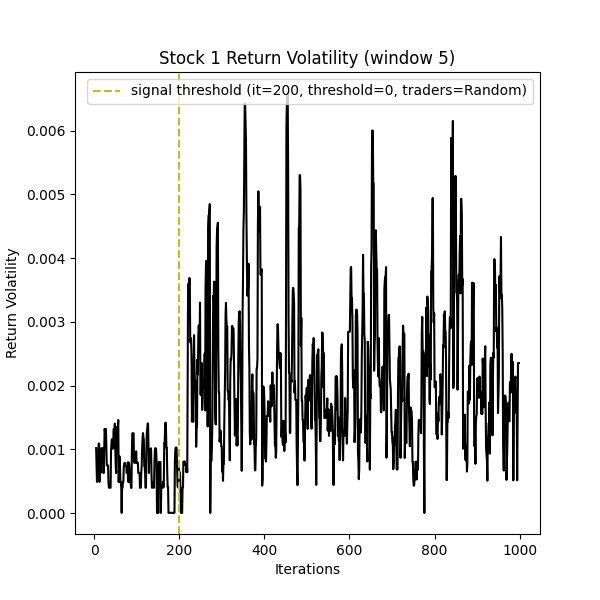 Stock 1 Return Volatility (window 5)
signal threshold (it=200, threshold=0, traders=Random)
Return Volatility
0.006
0.005
0.004
0.003
0.002
0.001
0.000
0 200 400 600 800 1000
Iterations